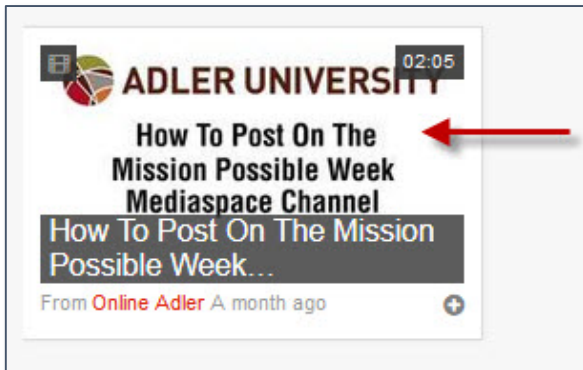 ADLER UNIVERSITY
02:05
How To Post On The
Mission Possible Week
Mediaspace Channel
How To Post On The Mission
Possible Week...
From Online Adler A month ago